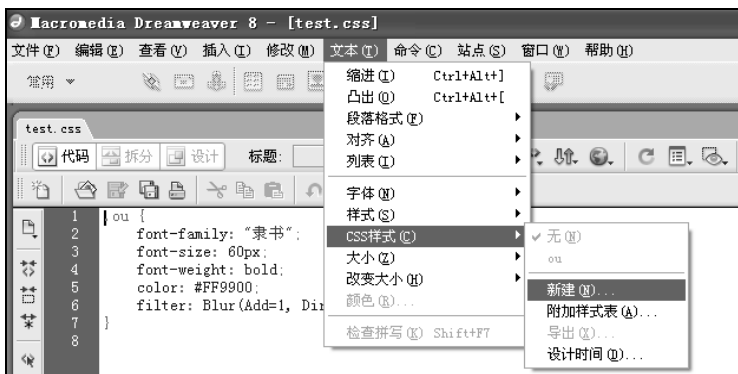 Macromedia Dreamweaver 8 - [test.css]
文件(F) 编辑(E) 查看(V) 插入(I) 修改(M) 文本(T) 命令(C) 站点(S) 窗口(W) 帮助(H)
常用
缩进(I) Ctrl+Alt+]
凸出(O) Ctrl+Alt+[
段落格式(F)
对齐(A)
列表(I)
字体(N)
样式(S)
CSS样式(C)
大小(Z)
改变大小(H)
颜色(R)...
检查拼写(K) Shift+F7
✓ 无(N)
ou
新建(N)...
附加样式表(A)...
导出(X)...
设计时间(D)...
test.css
代码 拆分 设计 标题:
1 .ou {
2 font-family: "隶书";
3 font-size: 60px;
4 font-weight: bold;
5 color: #FF9900;
6 filter: Blur(Add=1, Dir
7 }
8